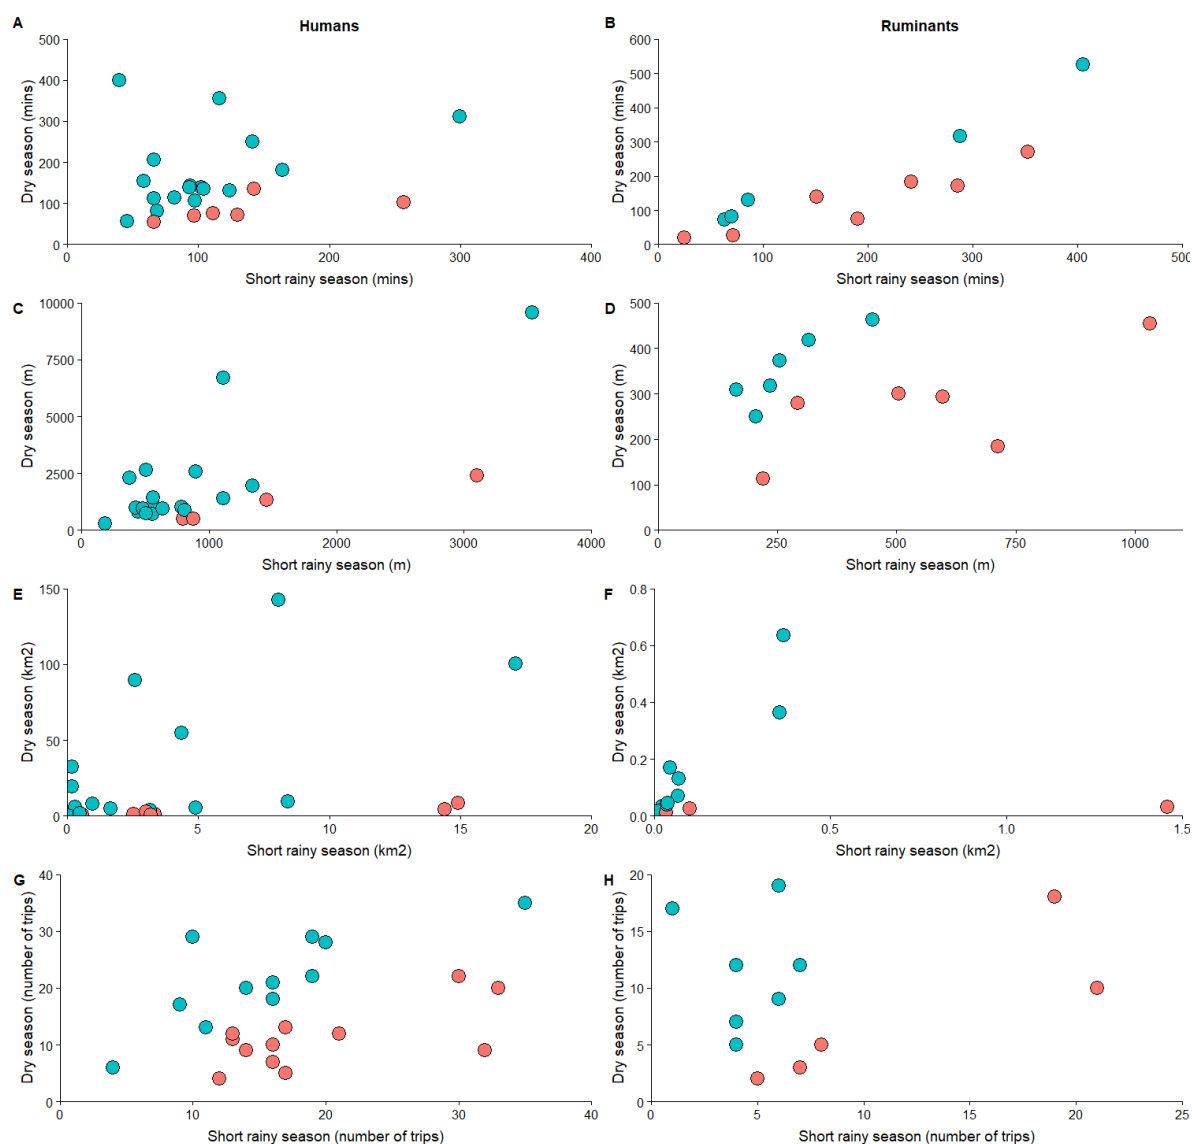 A
Humans
500
400
300
200
100
0
Dry season (mins)
0 100 200 300 400
Short rainy season (mins)
B
Ruminants
600
500
400
300
200
100
0
Dry season (mins)
0 100 200 300 400 500
Short rainy season (mins)
C
10000
7500
5000
2500
0
Dry season (m)
0 1000 2000 3000 4000
Short rainy season (m)
D
500
400
300
200
100
0
Dry season (m)
0 250 500 750 1000
Short rainy season (m)
E
150
100
50
0
Dry season (km2)
0 5 10 15 20
Short rainy season (km2)
F
0.8
0.6
0.4
0.2
0.0
Dry season (km2)
0.0 0.5 1.0 1.5
Short rainy season (km2)
G
40
30
20
10
0
Dry season (number of trips)
0 10 20 30 40
Short rainy season (number of trips)
H
20
15
10
5
0
Dry season (number of trips)
0 5 10 15 20 25
Short rainy season (number of trips)